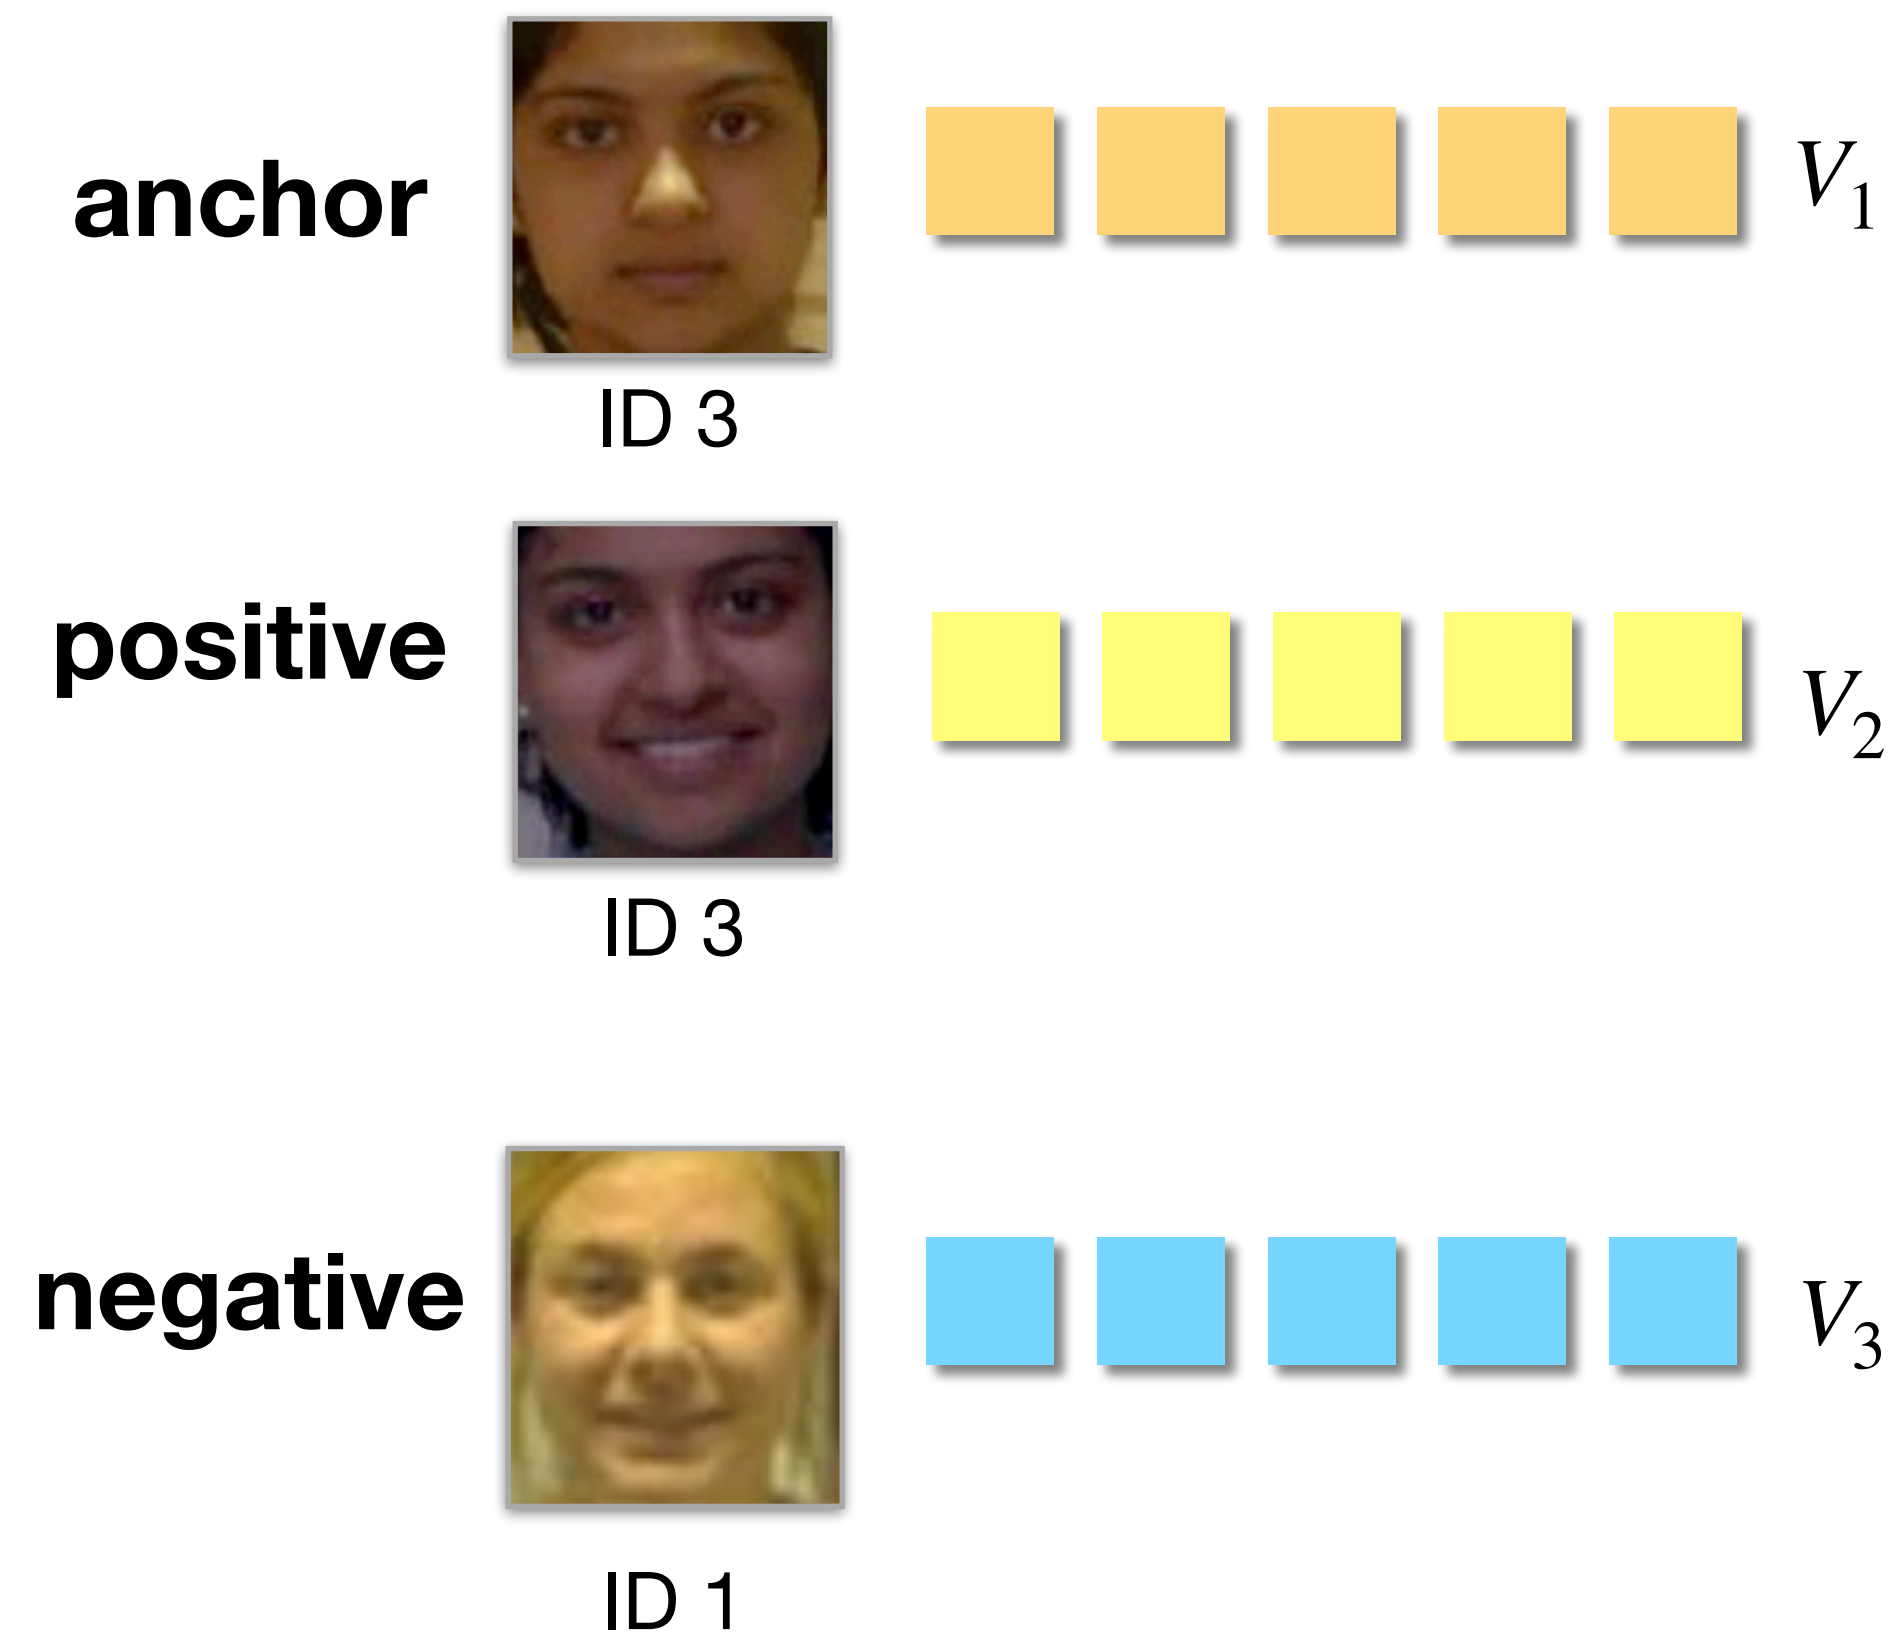 anchor
V₁
ID 3
positive
V₂
ID 3
negative
V₃
ID 1